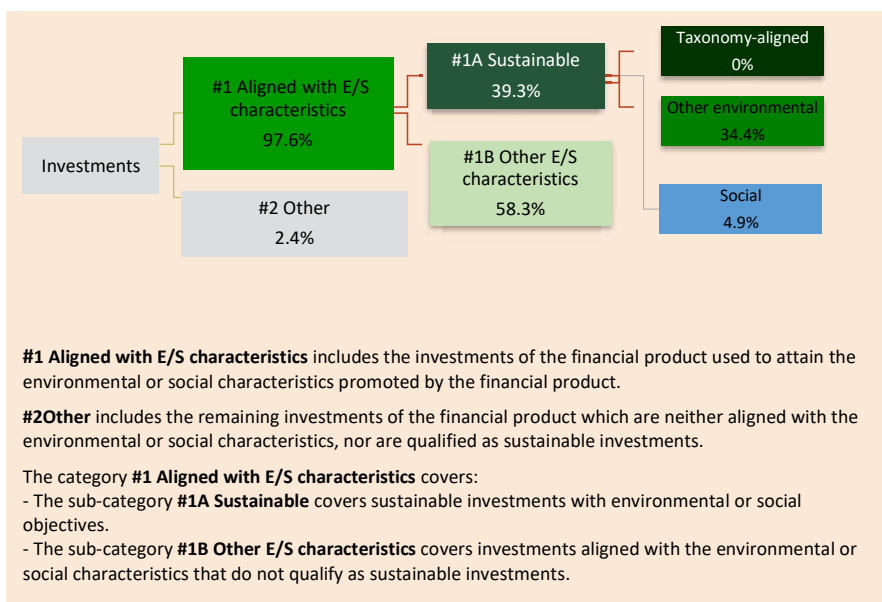 Investments
#1 Aligned with E/S
characteristics
97.6%
#2 Other
2.4%
#1A Sustainable
39.3%
#1B Other E/S
characteristics
58.3%
Taxonomy-aligned
0%
Other environmental
34.4%
Social
4.9%
#1 Aligned with E/S characteristics includes the investments of the financial product used to attain the
environmental or social characteristics promoted by the financial product.
#2Other includes the remaining investments of the financial product which are neither aligned with the
environmental or social characteristics, nor are qualified as sustainable investments.
The category #1 Aligned with E/S characteristics covers:
- The sub-category #1A Sustainable covers sustainable investments with environmental or social
objectives.
- The sub-category #1B Other E/S characteristics covers investments aligned with the environmental or
social characteristics that do not qualify as sustainable investments.